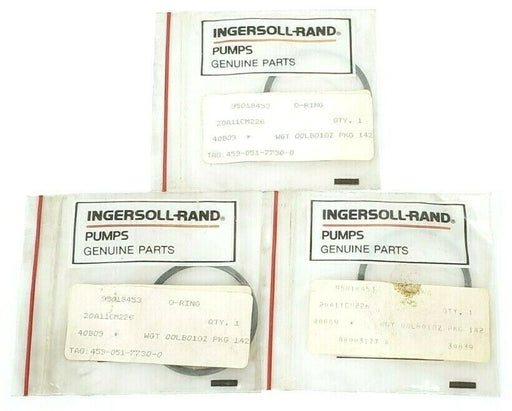 INGERSOLL-RAND®
PUMPS
GENUINE PARTS
95018453 O-RING
20A11CM226 QTY. 1
40B09 * WGT 00LB01OZ PKG 142
TAG:459-051-7730-0
INGERSOLL-RAND®
PUMPS
GENUINE PARTS
95018453 O-RING
20A11CM226 QTY. 1
40B09 * WGT 00LB01OZ PKG 142
TAG:459-051-7730-0
INGERSOLL-RAND®
PUMPS
GENUINE PARTS
95018453
20A11CM226 QTY. 1
WGT 00LB01OZ PKG 142